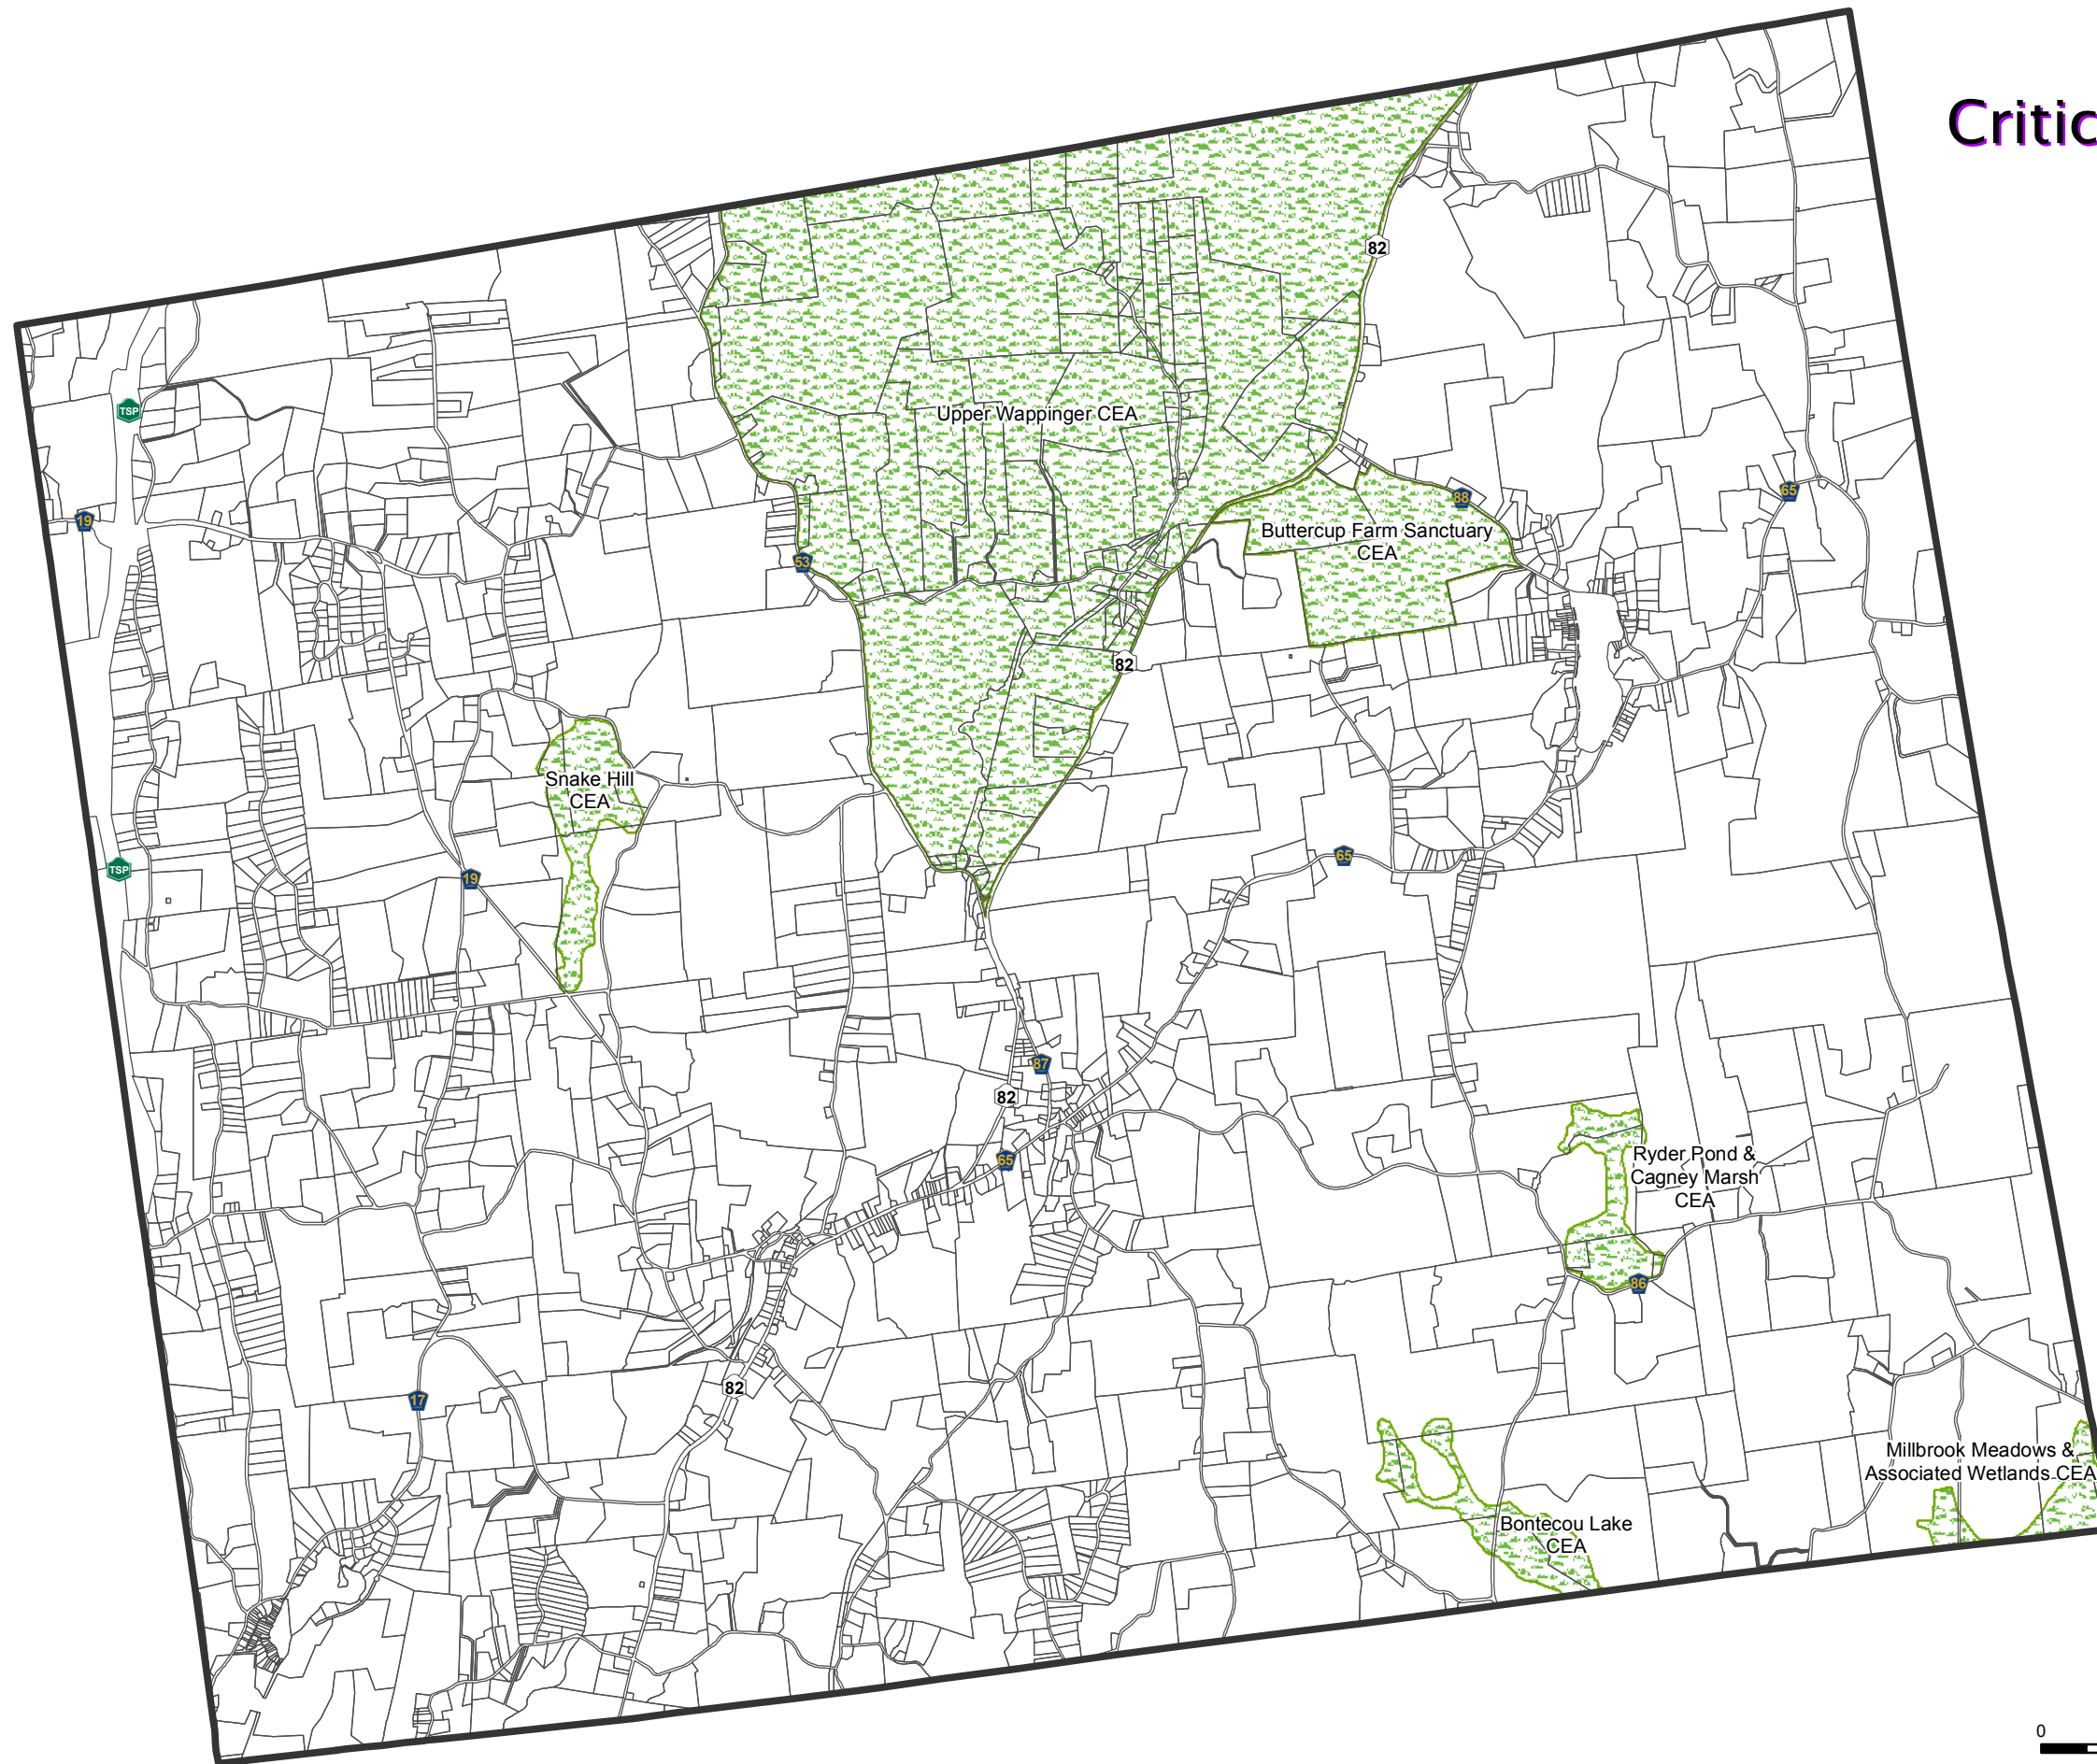 Critic
82
Upper Wappinger CEA
TSP
88
65
19
Buttercup Farm Sanctuary
CEA
53
82
Snake Hill
CEA
65
TSP
19
87
82
65
Ryder Pond &
Cagney Marsh
CEA
86
82
17
Millbrook Meadows &
Associated Wetlands CEA
Bontecou Lake
CEA
0